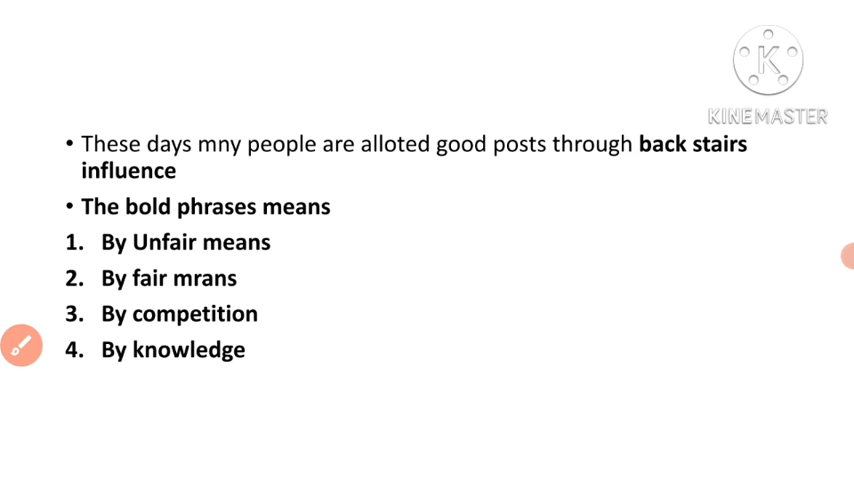 K
KINEMASTER
• These days mny people are alloted good posts through back stairs
influence
• The bold phrases means
1. By Unfair means
2. By fair mrans
3. By competition
4. By knowledge